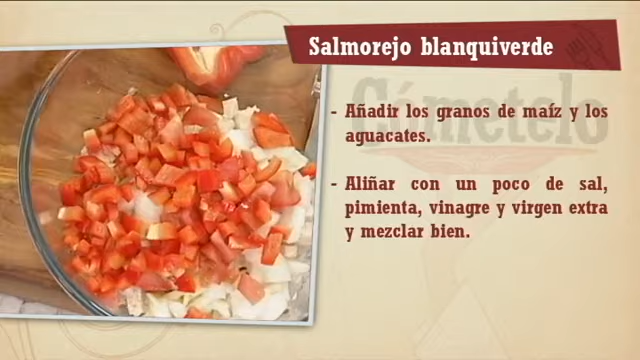 Salmorejo blanquiverde
Cómetelo
- Añadir los granos de maíz y los
aguacates.
- Aliñar con un poco de sal,
pimienta, vinagre y virgen extra
y mezclar bien.